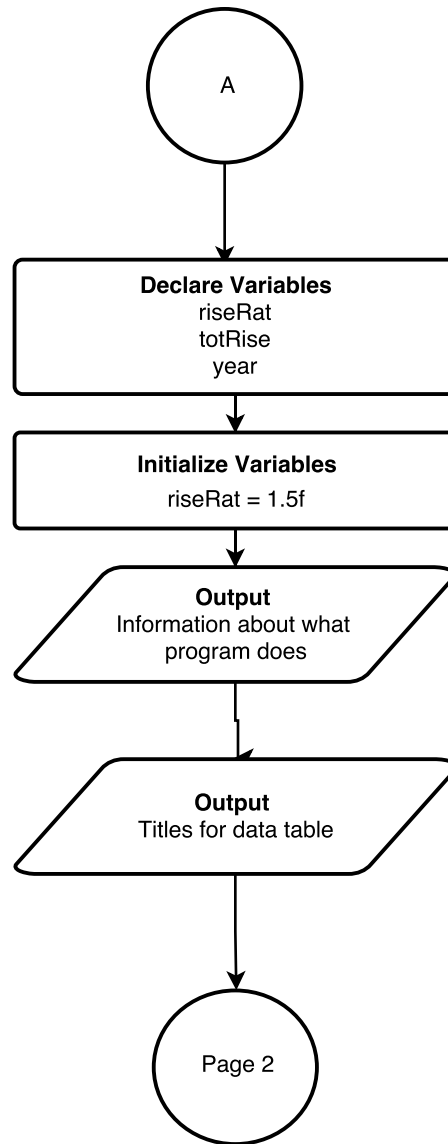 A
Declare Variables
riseRat
totRise
year
Initialize Variables
riseRat = 1.5f
Output
Information about what
program does
Output
Titles for data table
Page 2